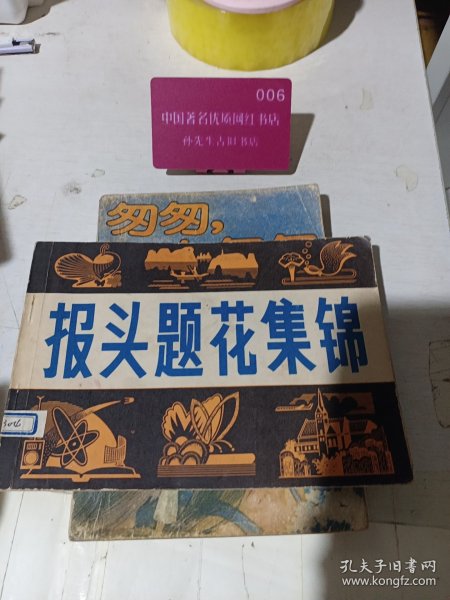 006
中国著名优质网红书店
孙先生古旧书店
匆匆,
报头题花集锦
304
孔夫子旧书网
www.kongfz.com